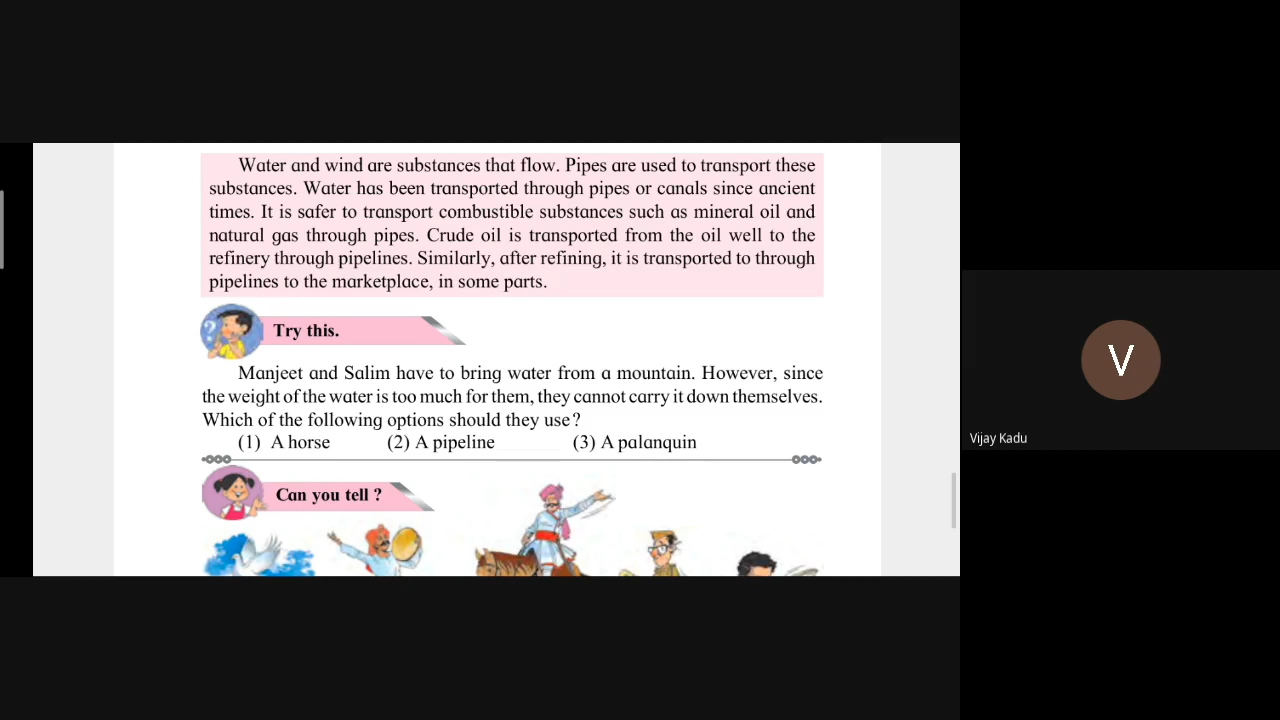 Water and wind are substances that flow. Pipes are used to transport these
substances. Water has been transported through pipes or canals since ancient
times. It is safer to transport combustible substances such as mineral oil and
natural gas through pipes. Crude oil is transported from the oil well to the
refinery through pipelines. Similarly, after refining, it is transported to through
pipelines to the marketplace, in some parts.
?
Try this.
Manjeet and Salim have to bring water from a mountain. However, since
the weight of the water is too much for them, they cannot carry it down themselves.
Which of the following options should they use?
(1) A horse (2) A pipeline (3) A palanquin
Can you tell ?
V
Vijay Kadu